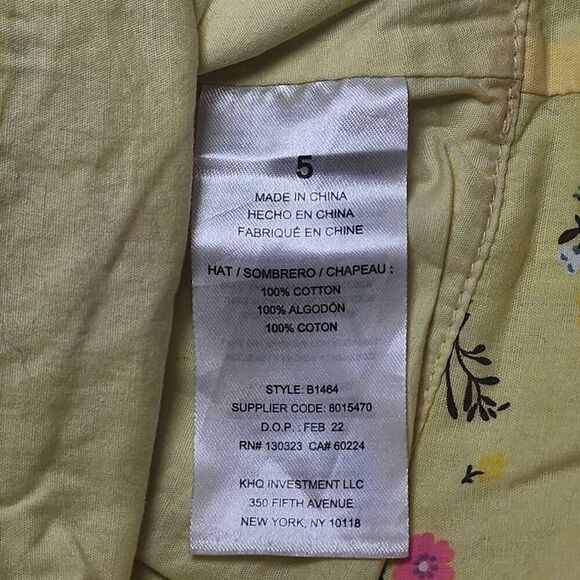 5
MADE IN CHINA
HECHO EN CHINA
FABRIQUÉ EN CHINE
HAT / SOMBRERO / CHAPEAU :
100% COTTON
100% ALGODÓN
100% COTON
STYLE: B1464
SUPPLIER CODE: 8015470
D.O.P. : FEB 22
RN# 130323 CA# 60224
KHQ INVESTMENT LLC
350 FIFTH AVENUE
NEW YORK, NY 10118